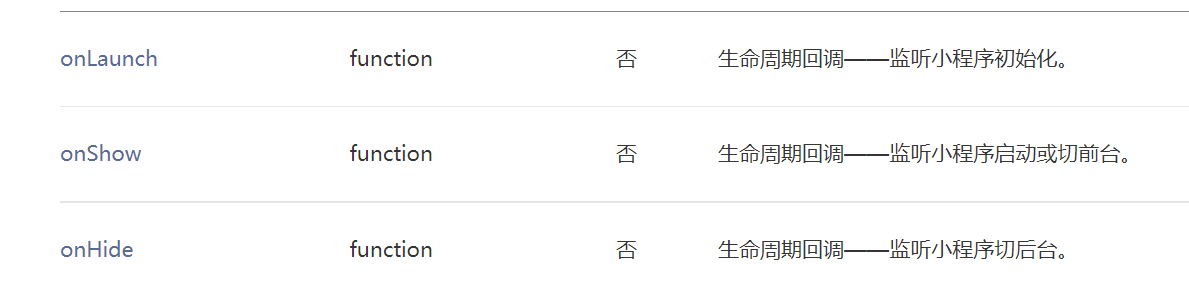 onLaunch function 否 生命周期回调——监听小程序初始化。
onShow function 否 生命周期回调——监听小程序启动或切前台。
onHide function 否 生命周期回调——监听小程序切后台。